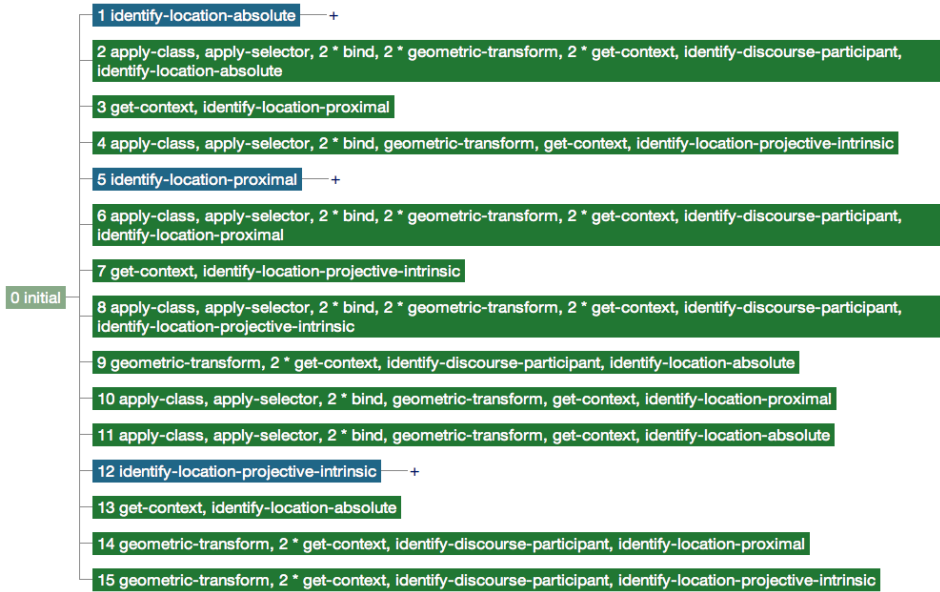 1 identify-location-absolute +
2 apply-class, apply-selector, 2 * bind, 2 * geometric-transform, 2 * get-context, identify-discourse-participant,
identify-location-absolute
3 get-context, identify-location-proximal
4 apply-class, apply-selector, 2 * bind, geometric-transform, get-context, identify-location-projective-intrinsic
5 identify-location-proximal +
6 apply-class, apply-selector, 2 * bind, 2 * geometric-transform, 2 * get-context, identify-discourse-participant,
identify-location-proximal
7 get-context, identify-location-projective-intrinsic
0 initial
8 apply-class, apply-selector, 2 * bind, 2 * geometric-transform, 2 * get-context, identify-discourse-participant,
identify-location-projective-intrinsic
9 geometric-transform, 2 * get-context, identify-discourse-participant, identify-location-absolute
10 apply-class, apply-selector, 2 * bind, geometric-transform, get-context, identify-location-proximal
11 apply-class, apply-selector, 2 * bind, geometric-transform, get-context, identify-location-absolute
12 identify-location-projective-intrinsic +
13 get-context, identify-location-absolute
14 geometric-transform, 2 * get-context, identify-discourse-participant, identify-location-proximal
15 geometric-transform, 2 * get-context, identify-discourse-participant, identify-location-projective-intrinsic